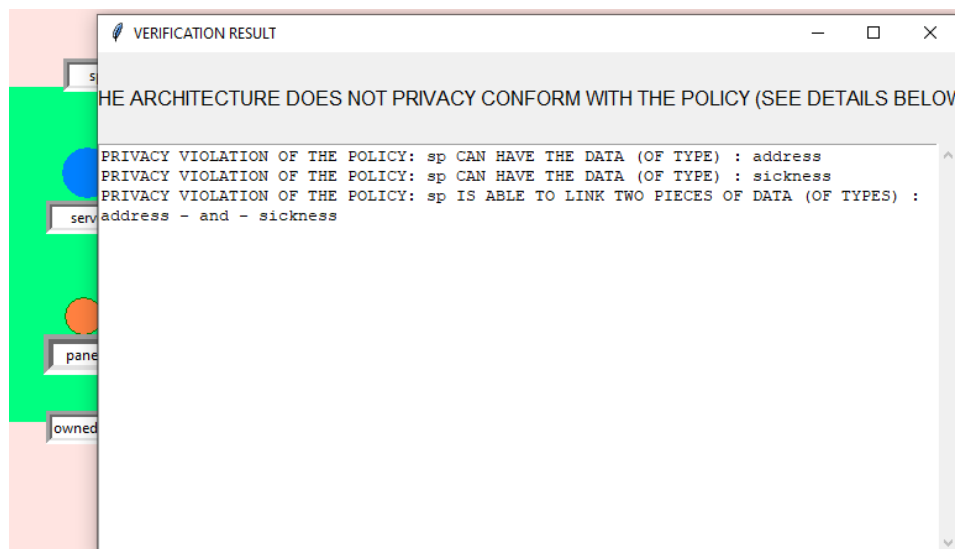 VERIFICATION RESULT
HE ARCHITECTURE DOES NOT PRIVACY CONFORM WITH THE POLICY (SEE DETAILS BELOW
PRIVACY VIOLATION OF THE POLICY: sp CAN HAVE THE DATA (OF TYPE) : address
PRIVACY VIOLATION OF THE POLICY: sp CAN HAVE THE DATA (OF TYPE) : sickness
PRIVACY VIOLATION OF THE POLICY: sp IS ABLE TO LINK TWO PIECES OF DATA (OF TYPES) :
address - and - sickness
serv
pane
owned